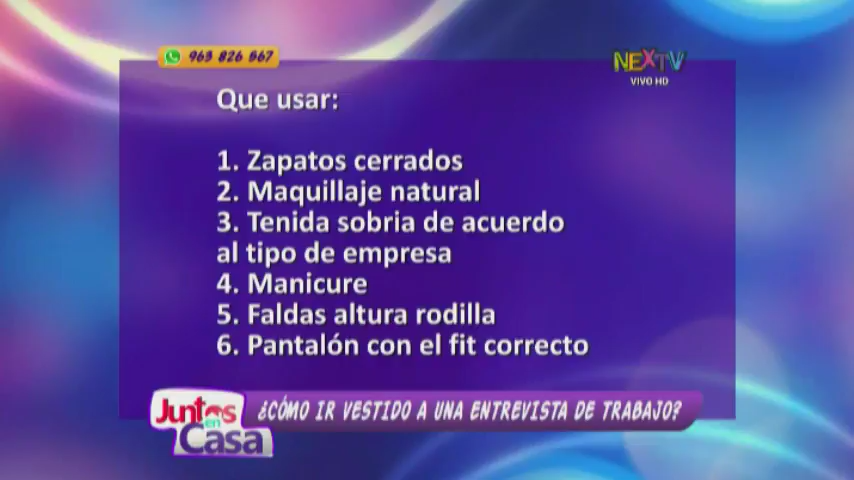 963 826 867
NEXTV
VIVO HD
Que usar:
1. Zapatos cerrados
2. Maquillaje natural
3. Tenida sobria de acuerdo
al tipo de empresa
4. Manicure
5. Faldas altura rodilla
6. Pantalón con el fit correcto
Juntos
en
Casa
¿CÓMO IR VESTIDO A UNA ENTREVISTA DE TRABAJO?